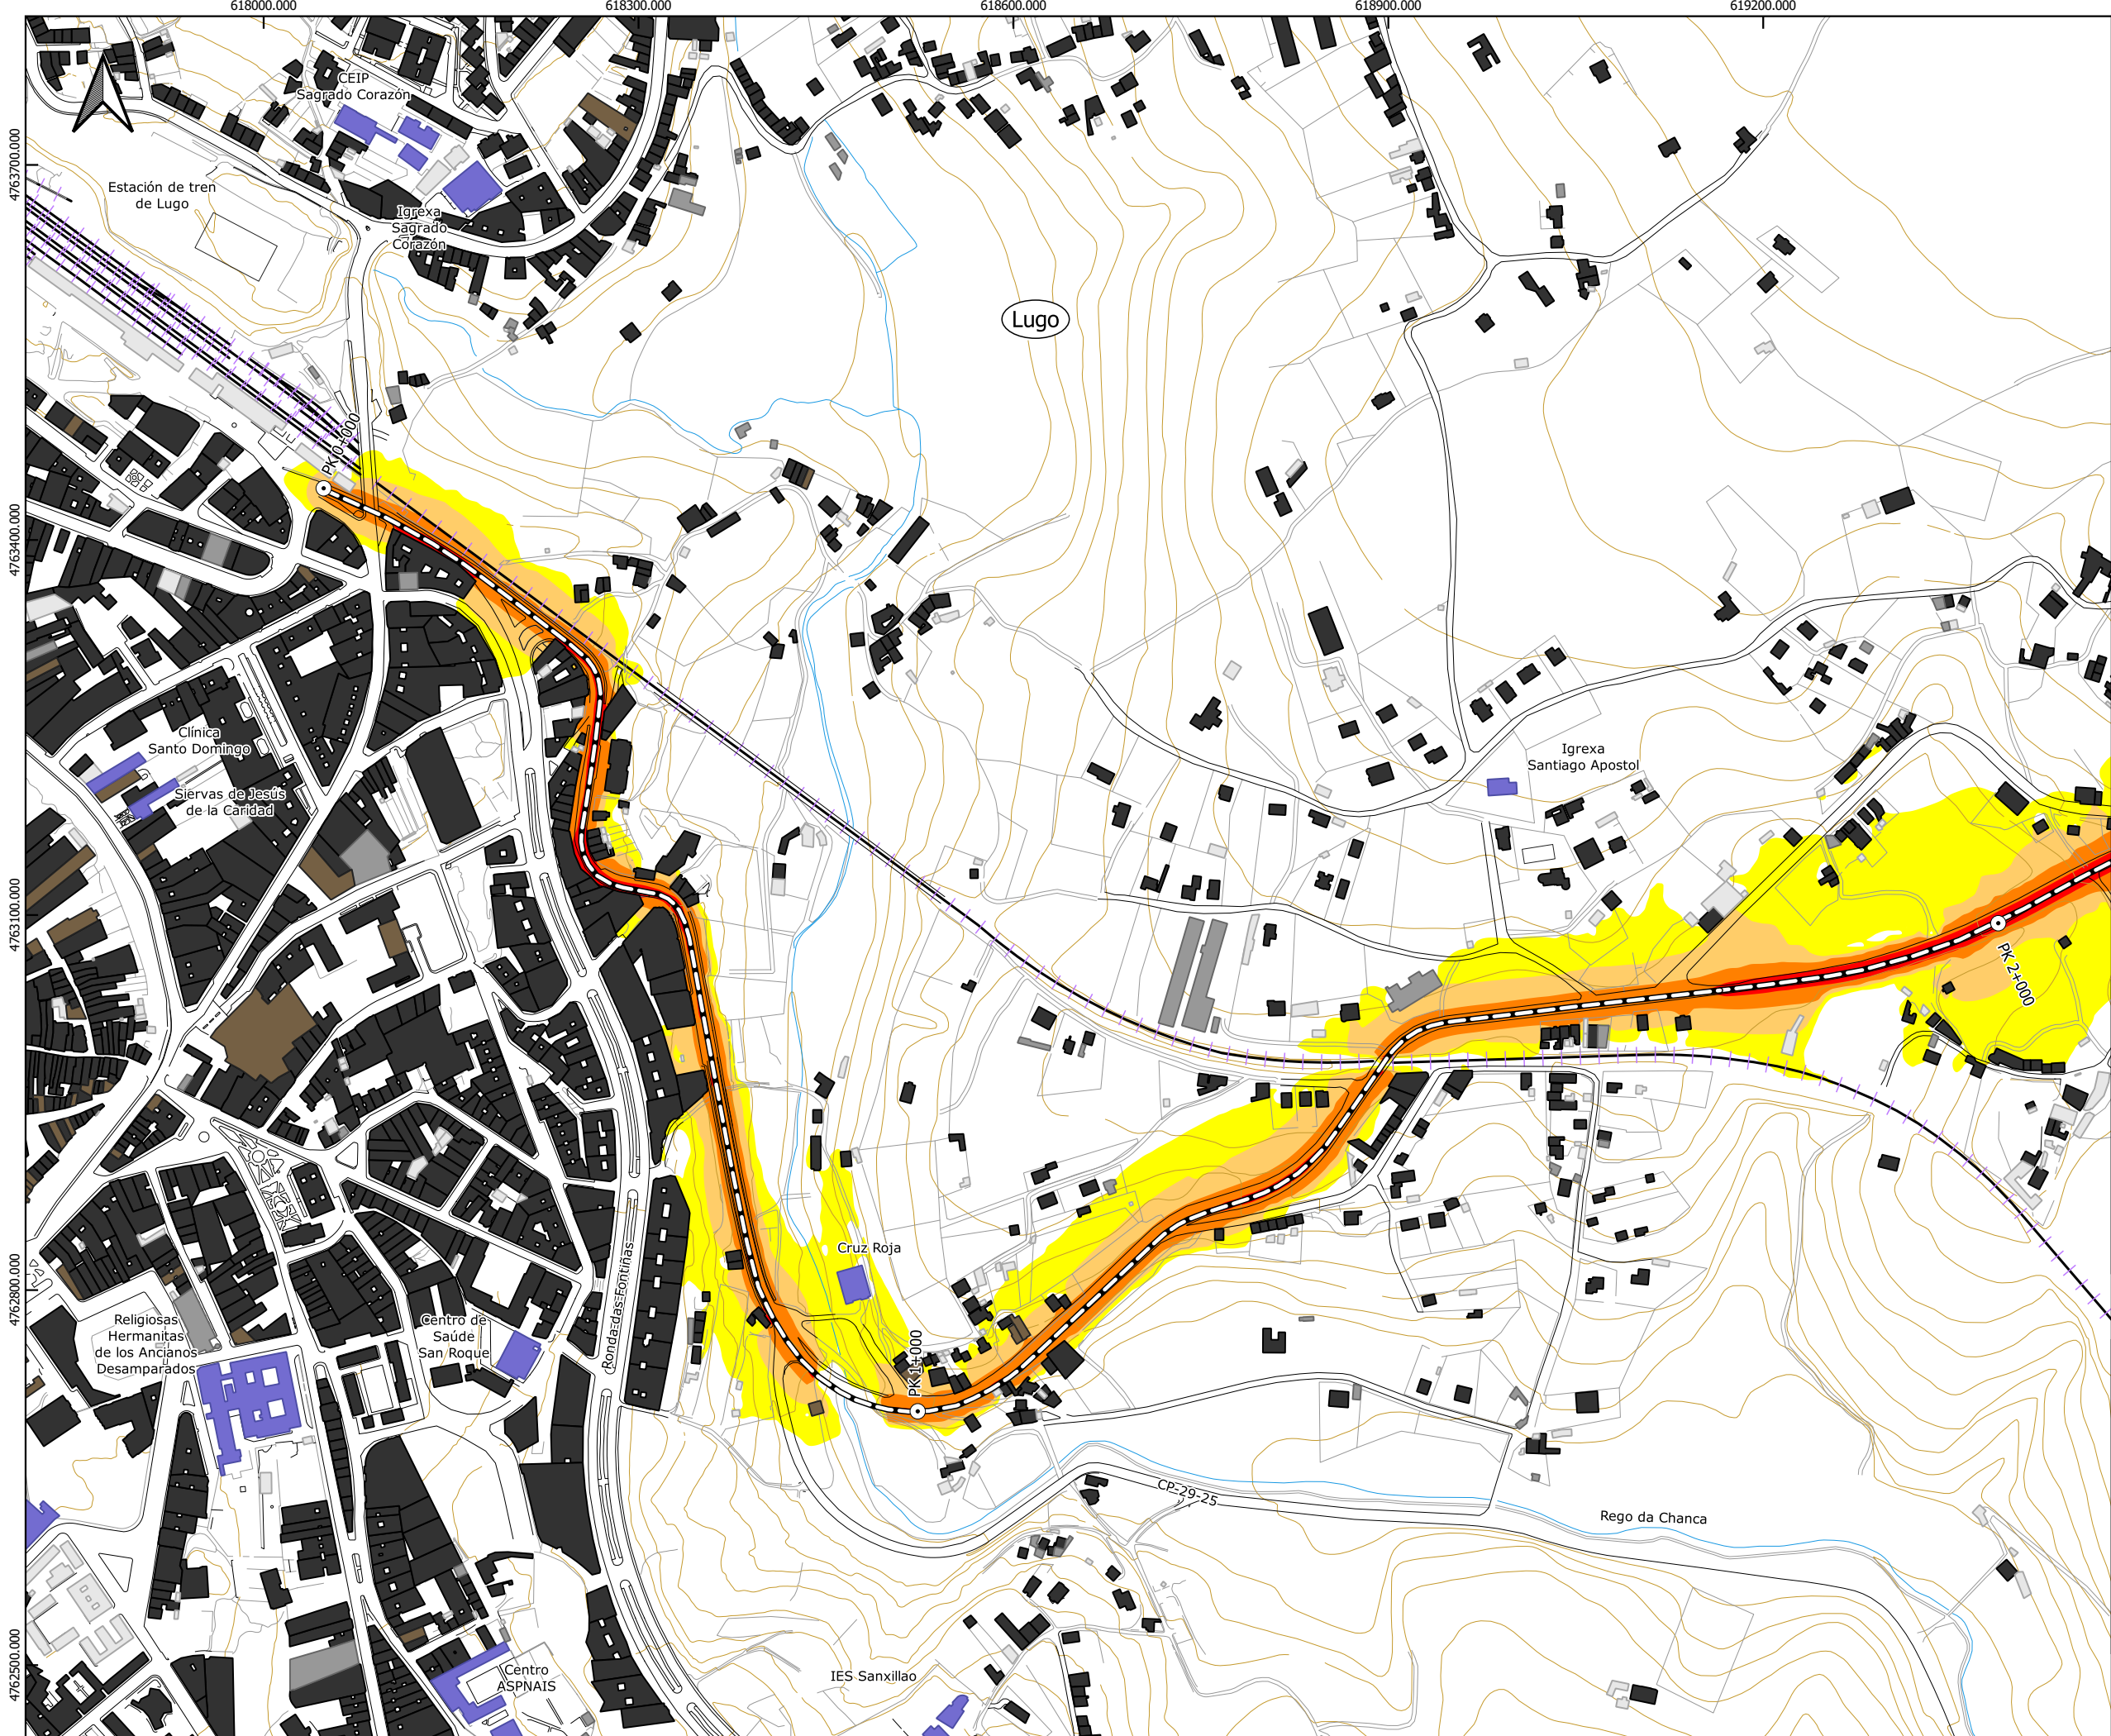 618000.000
618300.000
618600.000
618900.000
619200.000
4763700.000
4763400.000
4763100.000
4762800.000
4762500.000
CEIP
Sagrado Corazón
Estación de tren
de Lugo
Igrexa
Sagrado
Corazón
Lugo
PK 0+000
Clínica
Santo Domingo
Siervas de Jesús
de la Caridad
Igrexa
Santiago Apostol
PK 2+000
Cruz Roja
Ronda das Fontiñas
PK 1+000
Religiosas
Hermanitas
de los Ancianos
Desamparados
Centro de
Saúde
San Roque
CP-29-25
Rego da Chanca
Centro
ASPNAIS
IES Sanxillao